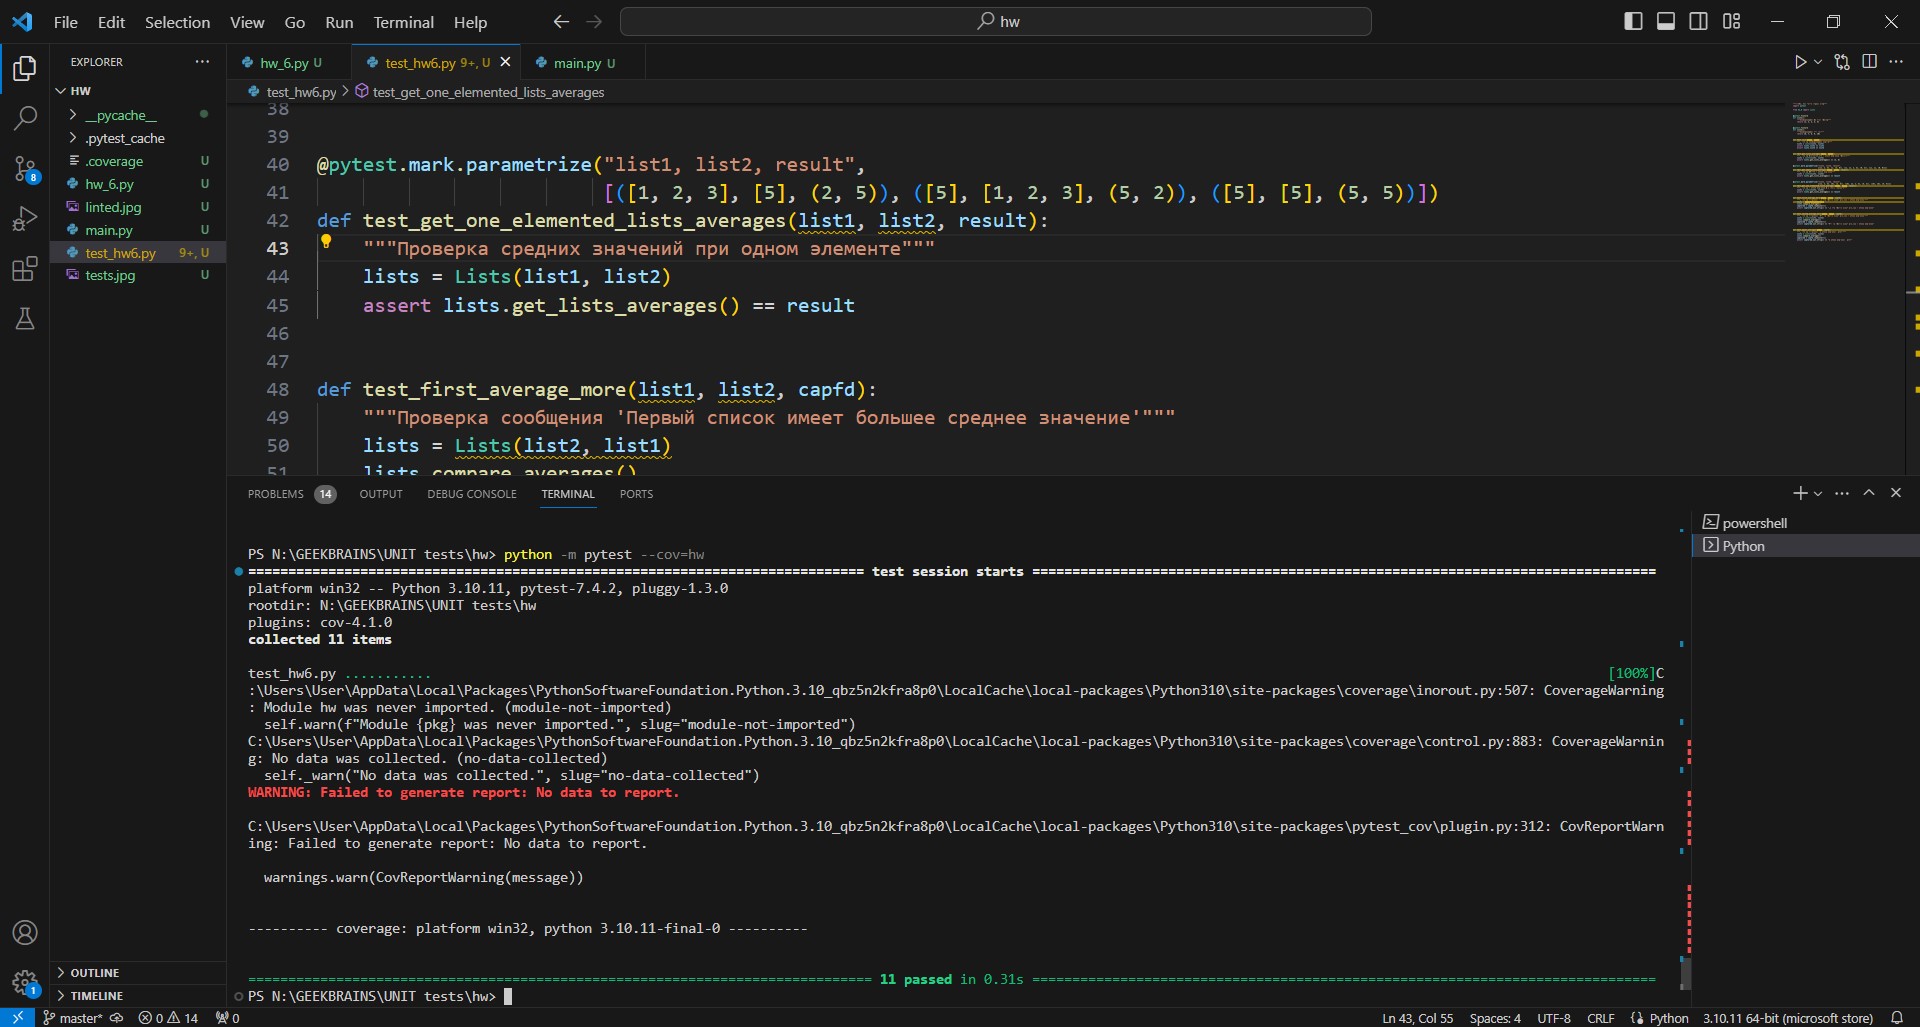 File Edit Selection View Go Run Terminal Help
hw
EXPLORER
HW
__pycache__
.pytest_cache
.coverage U
hw_6.py U
linted.jpg U
main.py U
test_hw6.py 9+, U
tests.jpg U
OUTLINE
TIMELINE
8
1
hw_6.py U
test_hw6.py 9+, U
main.py U
test_hw6.py > test_get_one_elemented_lists_averages
38
39
40 @pytest.mark.parametrize("list1, list2, result",
41 [([1, 2, 3], [5], (2, 5)), ([5], [1, 2, 3], (5, 2)), ([5], [5], (5, 5))])
42 def test_get_one_elemented_lists_averages(list1, list2, result):
43 """Проверка средних значений при одном элементе"""
44 lists = Lists(list1, list2)
45 assert lists.get_lists_averages() == result
46
47
48 def test_first_average_more(list1, list2, capfd):
49 """Проверка сообщения 'Первый список имеет большее среднее значение'"""
50 lists = Lists(list2, list1)
51 lists.compare_averages()
PROBLEMS 14 OUTPUT DEBUG CONSOLE TERMINAL PORTS
powershell
Python
PS N:\GEEKBRAINS\UNIT tests\hw> python -m pytest --cov=hw
============================================================================= test session starts ==============================================================================
platform win32 -- Python 3.10.11, pytest-7.4.2, pluggy-1.3.0
rootdir: N:\GEEKBRAINS\UNIT tests\hw
plugins: cov-4.1.0
collected 11 items
test_hw6.py ........... [100%]C
:\Users\User\AppData\Local\Packages\PythonSoftwareFoundation.Python.3.10_qbz5n2kfra8p0\LocalCache\local-packages\Python310\site-packages\coverage\inorout.py:507: CoverageWarning
: Module hw was never imported. (module-not-imported)
self.warn(f"Module {pkg} was never imported.", slug="module-not-imported")
C:\Users\User\AppData\Local\Packages\PythonSoftwareFoundation.Python.3.10_qbz5n2kfra8p0\LocalCache\local-packages\Python310\site-packages\coverage\control.py:883: CoverageWarnin
g: No data was collected. (no-data-collected)
self._warn("No data was collected.", slug="no-data-collected")
WARNING: Failed to generate report: No data to report.
C:\Users\User\AppData\Local\Packages\PythonSoftwareFoundation.Python.3.10_qbz5n2kfra8p0\LocalCache\local-packages\Python310\site-packages\pytest_cov\plugin.py:312: CovReportWarn
ing: Failed to generate report: No data to report.
warnings.warn(CovReportWarning(message))
---------- coverage: platform win32, python 3.10.11-final-0 ----------
============================================================================== 11 passed in 0.31s ==============================================================================
PS N:\GEEKBRAINS\UNIT tests\hw>
master* 0 14 0 Ln 43, Col 55 Spaces: 4 UTF-8 CRLF Python 3.10.11 64-bit (microsoft store)